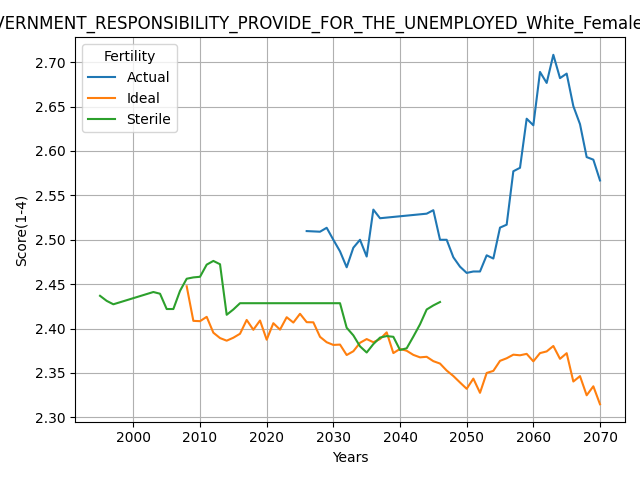 VERNMENT_RESPONSIBILITY_PROVIDE_FOR_THE_UNEMPLOYED_White_Female
Fertility
Actual
Ideal
Sterile
Score(1-4)
2.70
2.65
2.60
2.55
2.50
2.45
2.40
2.35
2.30
2000 2010 2020 2030 2040 2050 2060 2070
Years